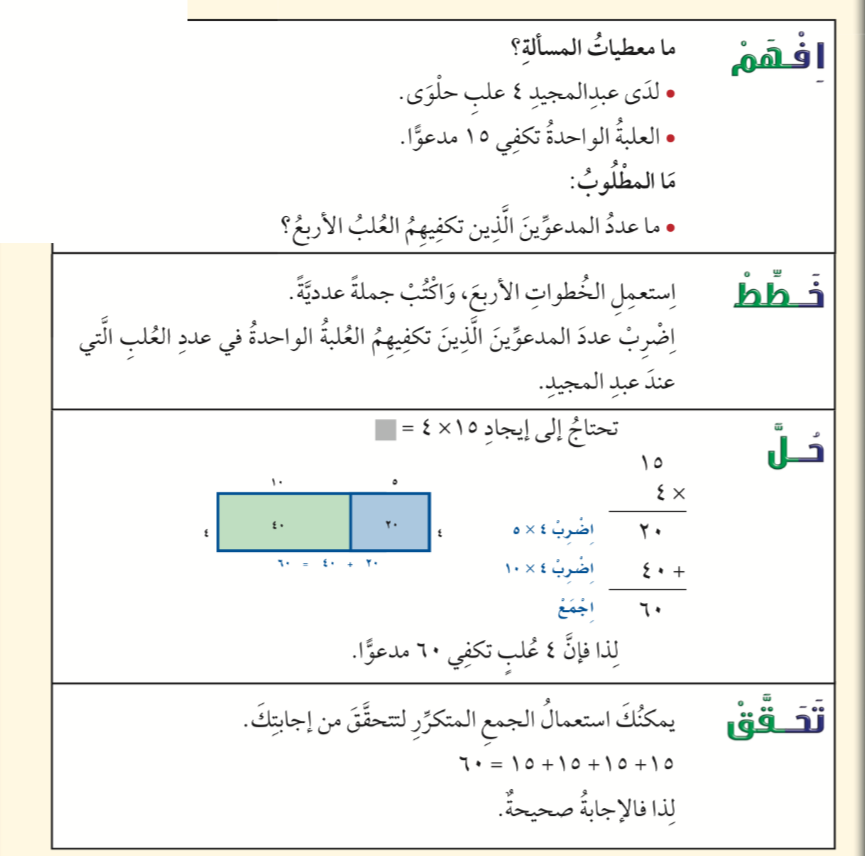 اِفْهَمْ
ما معطياتُ المسألةِ؟
• لدَى عبدِالمجيدِ ٤ علبِ حلْوَى.
• العلبةُ الواحدةُ تكفِي ١٥ مدعوًّا.
مَا المطْلُوبُ:
• ما عددُ المدعوِّينَ الَّذِين تكفِيهِمُ العُلبُ الأربعُ؟
خَطِّطْ
اِستعمِلِ الخُطواتِ الأربعَ، وَاكْتُبْ جملةً عدديَّةً.
اِضْرِبْ عددَ المدعوِّينَ الَّذِينَ تكفِيهِمُ العُلبةُ الواحدةُ في عددِ العُلبِ الَّتي
عندَ عبدِ المجيدِ.
حُلَّ
تحتاجُ إلى إيجادِ ١٥ × ٤ =
١٥
× ٤
٢٠ اِضْرِبْ ٤ × ٥
+ ٤٠ اِضْرِبْ ٤ × ١٠
٦٠ اِجْمَعْ
٥ ١٠
٤ ٢٠ ٤٠ ٤
٢٠ + ٤٠ = ٦٠
لِذا فإنَّ ٤ عُلبٍ تكفِي ٦٠ مدعوًّا.
تَحَقَّقْ
يمكنُكَ استعمالُ الجمعِ المتكرِّرِ لتتحقَّقَ من إجابتِكَ.
١٥ + ١٥ + ١٥ + ١٥ = ٦٠
لِذا فالإجابةُ صحيحةٌ.